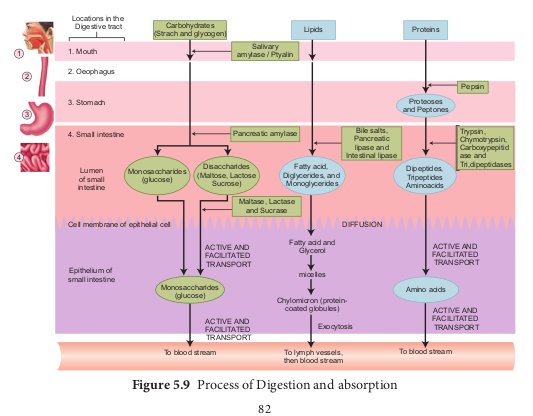 Locations in the
Digestive tract
Carbohydrates
(Strach and glycogen)
Lipids
Proteins
1
1. Mouth
Salivary
amylase / Ptyalin
2
2. Oeophagus
3. Stomach
Pepsin
Proteoses
and Peptones
3
4
4. Small intestine
Pancreatic amylase
Bile salts,
Pancreatic
lipase and
Intestinal lipase
Trypsin,
Chymotrypsin,
Carboxypeptid
ase and
Tri,dipeptidases
Lumen
of small
intestine
Monosaccharides
(glucose)
Disaccharides
(Maltose, Lactose
Sucrose)
Fatty acid,
Diglycerides, and
Monoglycerides
Dipeptides,
Tripeptides
Aminoacids
Maltase, Lactase
and Sucrase
Cell membrane of epithelial cell
DIFFUSION
ACTIVE AND
FACILITATED
TRANSPORT
Fatty acid and
Glycerol
ACTIVE AND
FACILITATED
TRANSPORT
Epithelium of
small intestine
micelles
Monosaccharides
(glucose)
Chylomicron (protein-
coated globules)
Amino acids
ACTIVE AND
FACILITATED
TRANSPORT
Exocytosis
ACTIVE AND
FACILITATED
TRANSPORT
To blood stream
To lymph vessels,
then blood stream
To blood stream
Figure 5.9 Process of Digestion and absorption
82